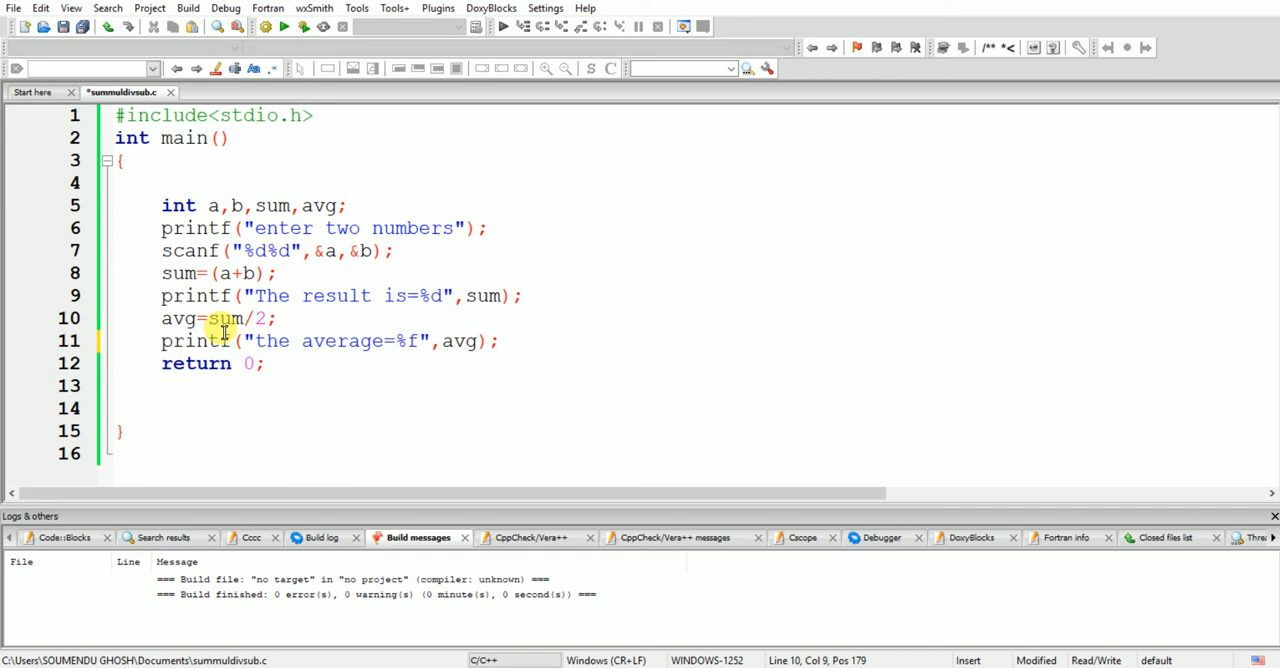 File Edit View Search Project Build Debug Fortran wxSmith Tools Tools+ Plugins DoxyBlocks Settings Help
/** *<
S C
Start here *summuldivsub.c
1 #include<stdio.h>
2 int main()
3 {
4
5 int a,b,sum,avg;
6 printf("enter two numbers");
7 scanf("%d%d",&a,&b);
8 sum=(a+b);
9 printf("The result is=%d",sum);
10 avg=sum/2;
11 printf("the average=%f",avg);
12 return 0;
13
14
15 }
16
Logs & others
Code::Blocks Search results Cccc Build log Build messages CppCheck/Vera++ CppCheck/Vera++ messages Cscope Debugger DoxyBlocks Fortran info Closed files list Threa
File Line Message
=== Build file: "no target" in "no project" (compiler: unknown) ===
=== Build finished: 0 error(s), 0 warning(s) (0 minute(s), 0 second(s)) ===
C:\Users\SOUMENDU GHOSH\Documents\summuldivsub.c C/C++ Windows (CR+LF) WINDOWS-1252 Line 10, Col 9, Pos 179 Insert Modified Read/Write default